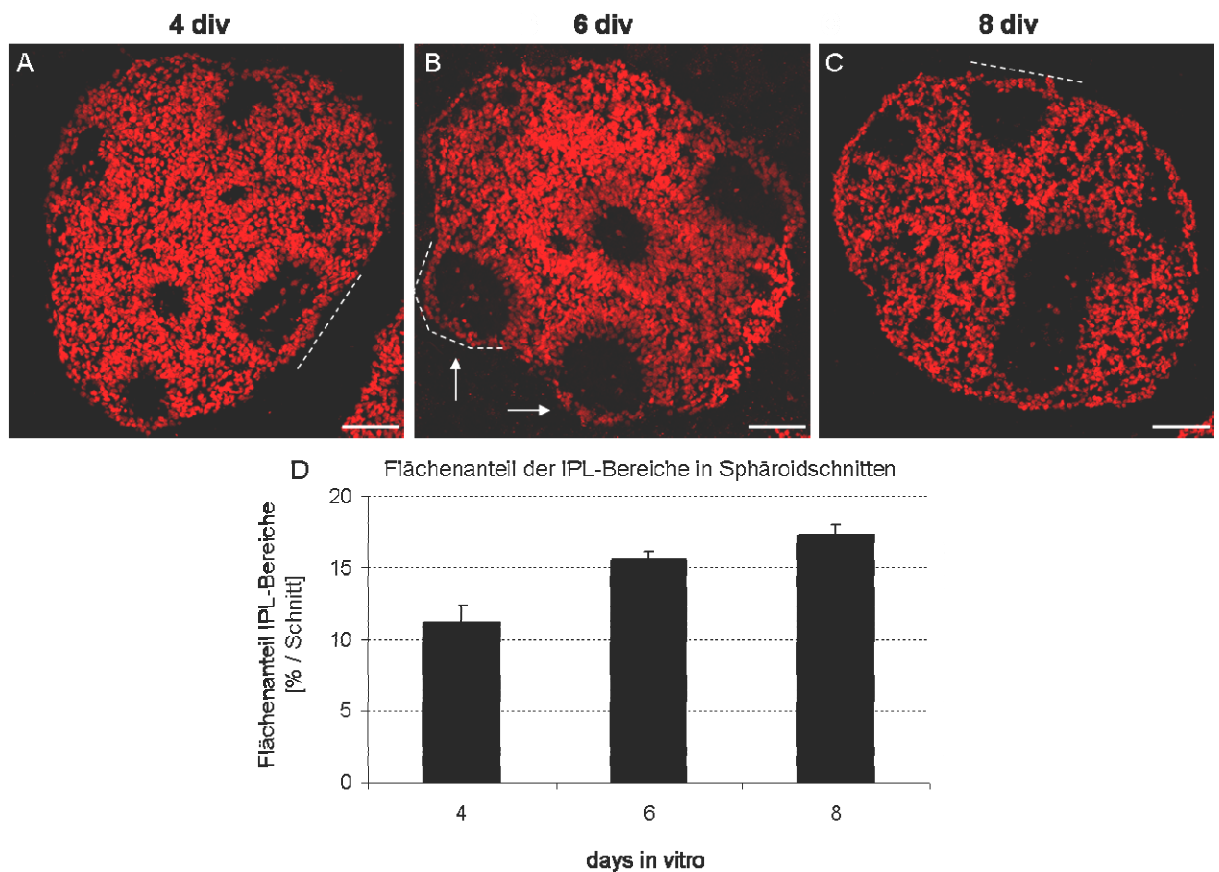 4 div
6 div
8 div
A
B
C
D
Flächenanteil der IPL-Bereiche in Sphäroidschnitten
Flächenanteil IPL-Bereiche
[% / Schnitt]
20
15
10
5
0
4
6
8
days in vitro